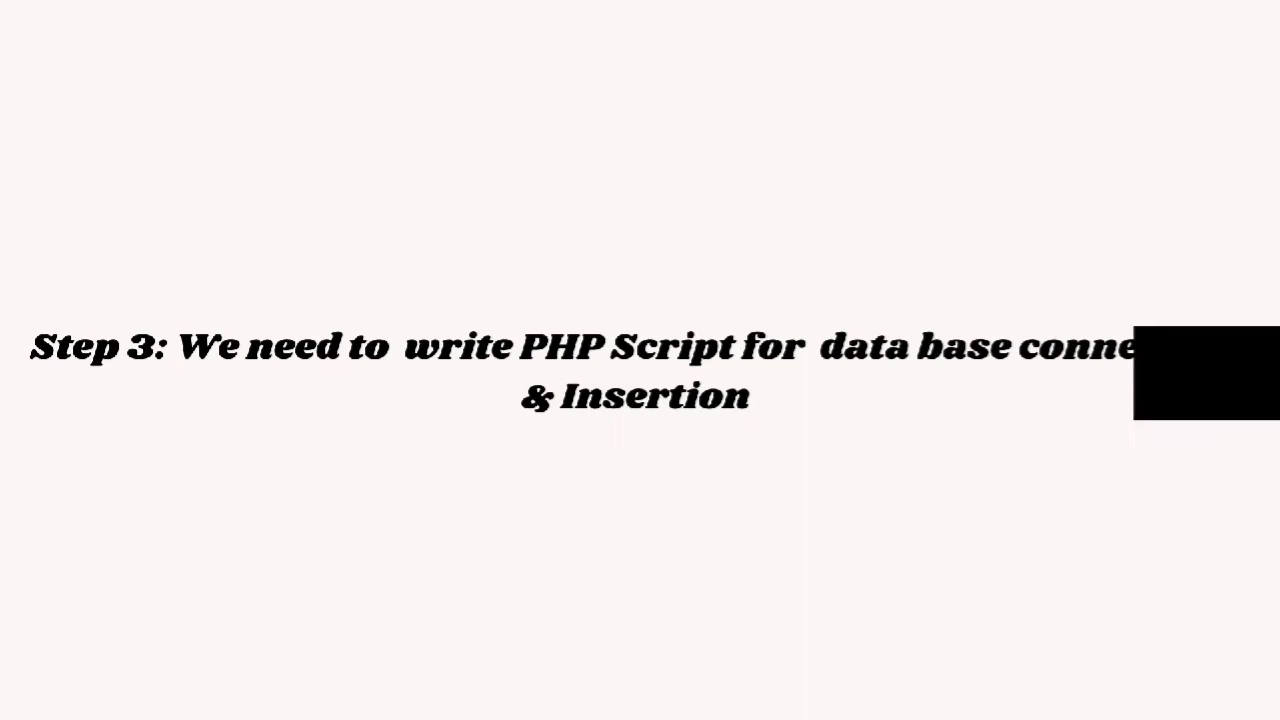 Step 3: We need to write PHP Script for data base conne
& Insertion